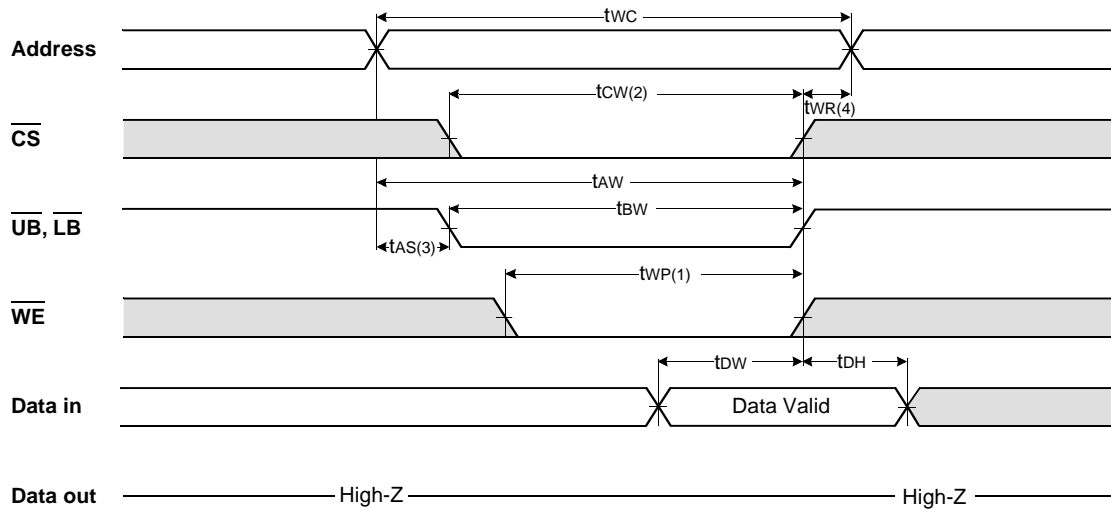 tWC
Address
tCW(2)
tWR(4)
CS
tAW
tBW
UB, LB
tAS(3)
tWP(1)
WE
tDW
tDH
Data in
Data Valid
Data out
High-Z
High-Z